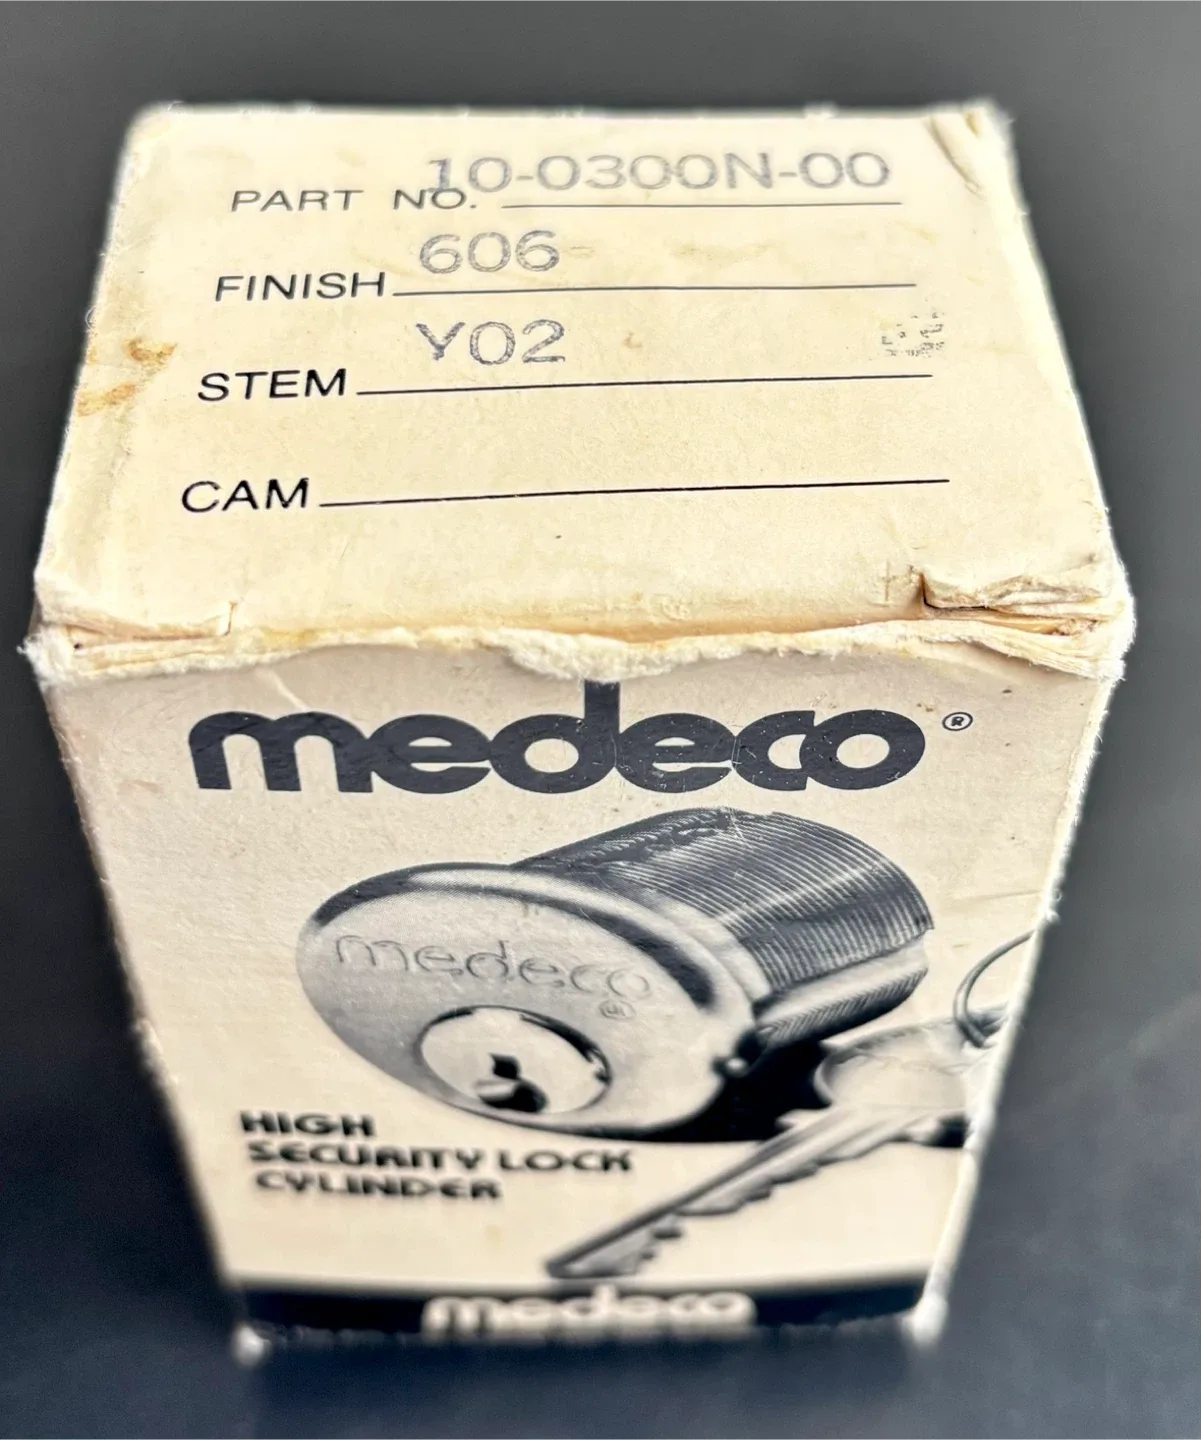 10-0300N-00
PART NO.
606
FINISH
Y02
STEM
CAM
medeco®
medeco®
HIGH
SECURITY LOCK
CYLINDER
medeco